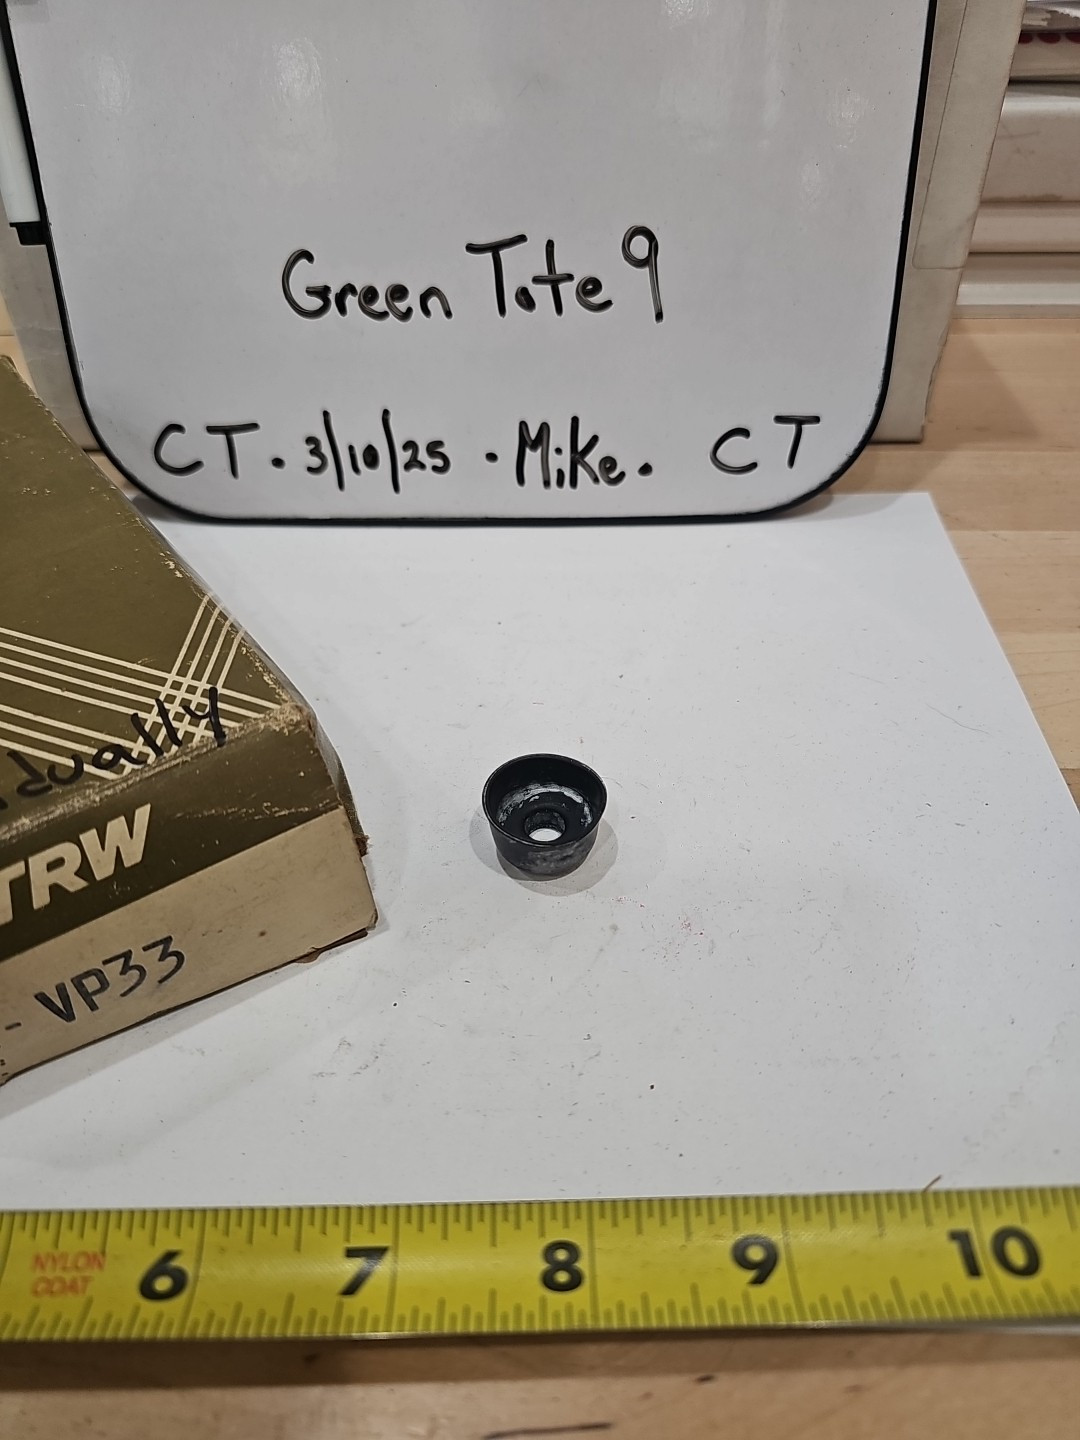 Green Tote 9
CT · 3/10/25 · Mike · CT
TRW
- VP33
NYLON
COAT
6 7 8 9 10